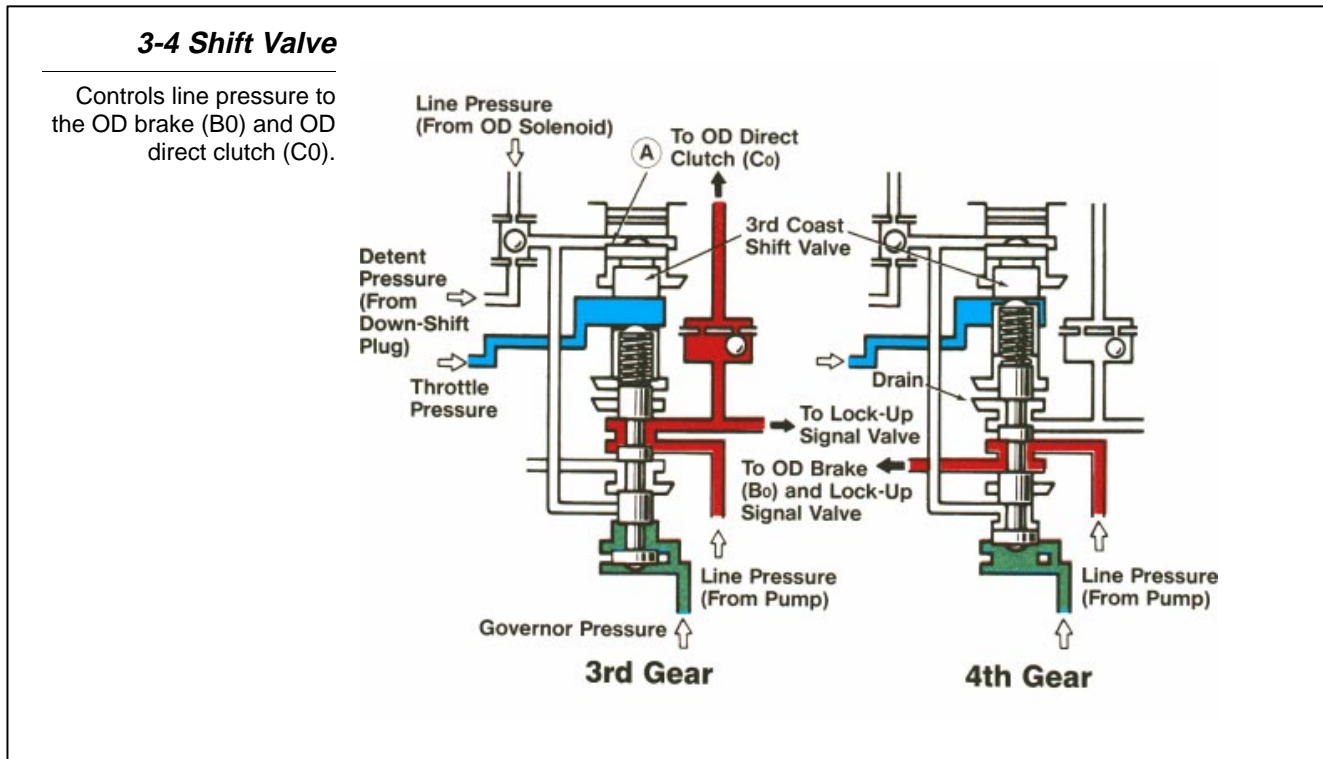 3-4 Shift Valve
Controls line pressure to
the OD brake (B0) and OD
direct clutch (C0).
Line Pressure
(From OD Solenoid)
A
To OD Direct
Clutch (Co)
3rd Coast
Shift Valve
Detent
Pressure
(From
Down-Shift
Plug)
Throttle
Pressure
Drain
To Lock-Up
Signal Valve
To OD Brake
(Bo) and Lock-Up
Signal Valve
Line Pressure
(From Pump)
Line Pressure
(From Pump)
Governor Pressure
3rd Gear
4th Gear